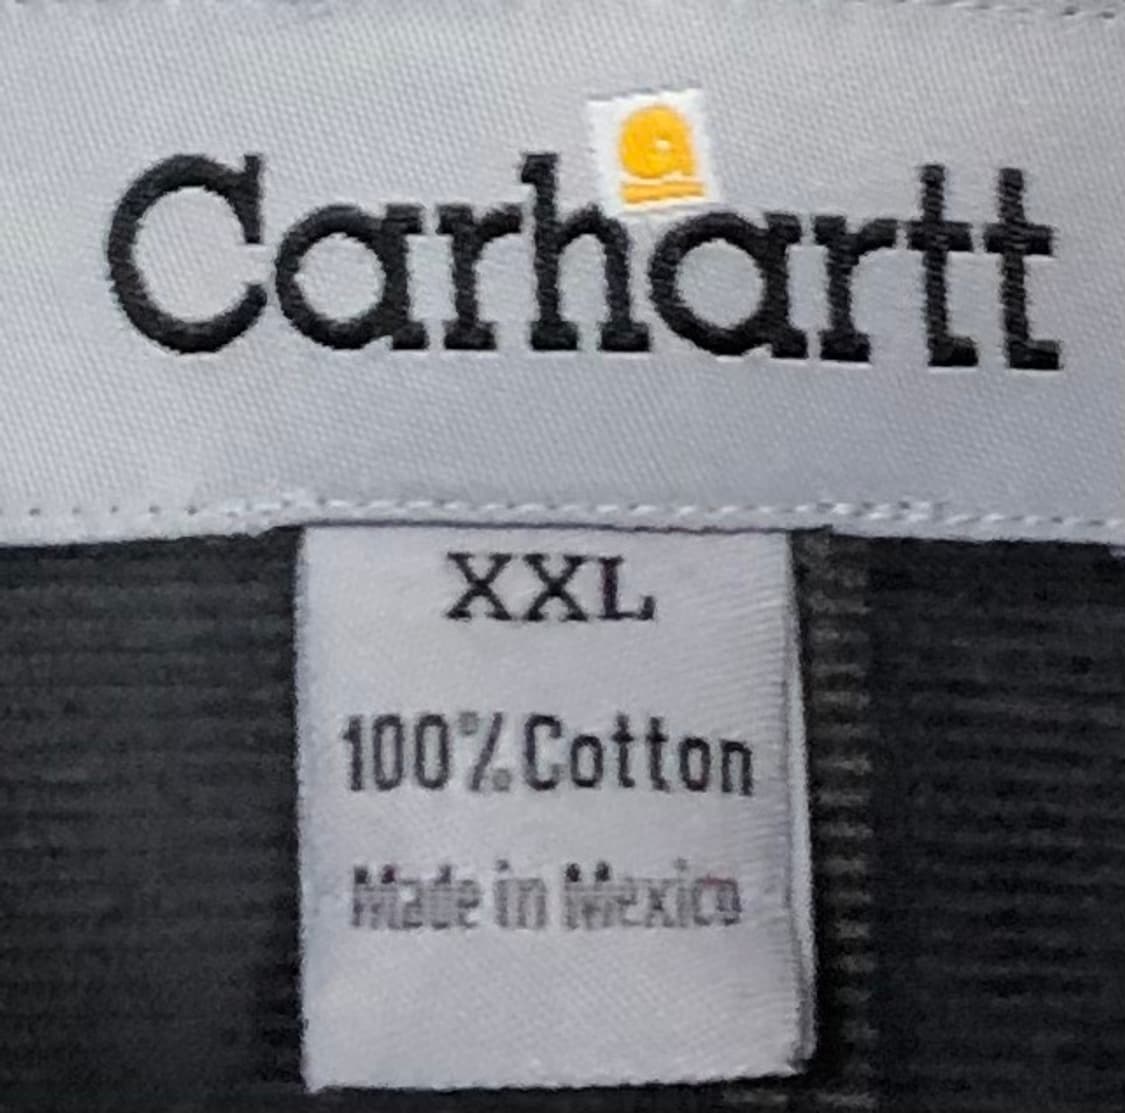 Carhartt
XXL
100% Cotton
Made in Mexico